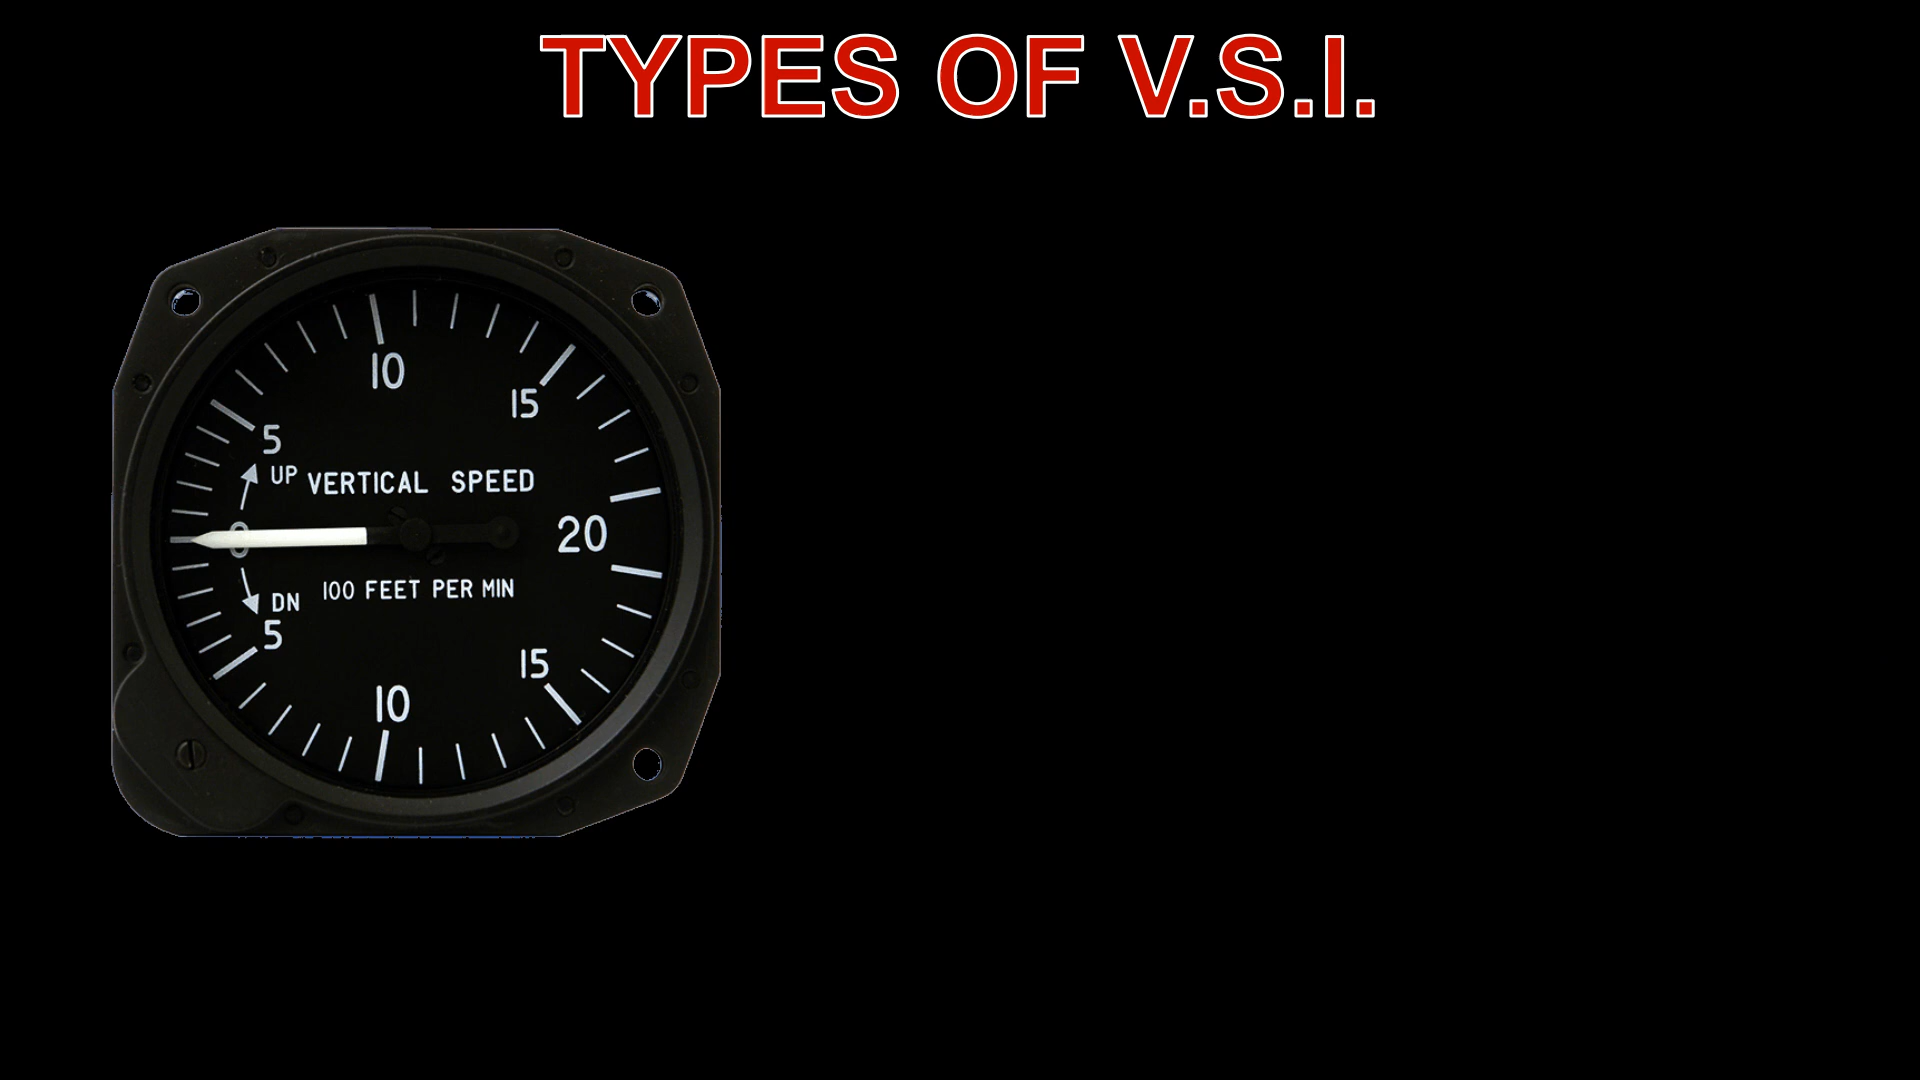 TYPES OF V.S.I.
10
15
5
UP VERTICAL SPEED
0
20
DN 100 FEET PER MIN
5
15
10